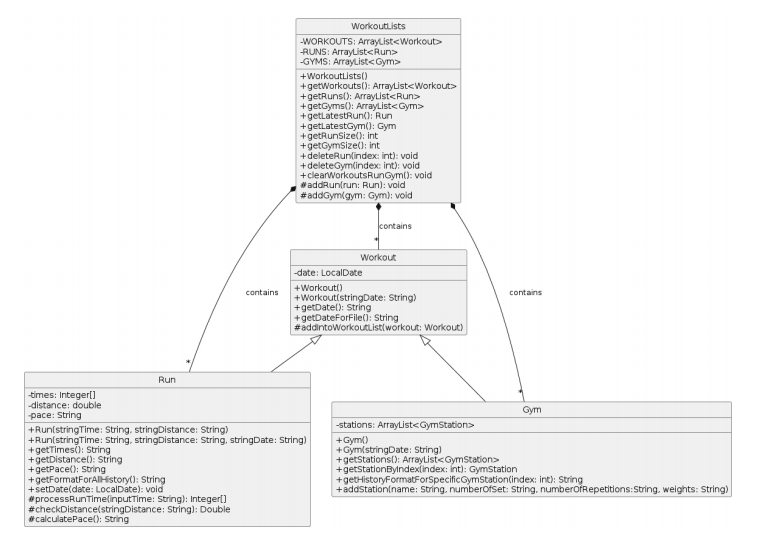 WorkoutLists
-WORKOUTS: ArrayList<Workout>
-RUNS: ArrayList<Run>
-GYMS: ArrayList<Gym>
+WorkoutLists()
+getWorkouts(): ArrayList<Workout>
+getRuns(): ArrayList<Run>
+getGyms(): ArrayList<Gym>
+getLatestRun(): Run
+getLatestGym(): Gym
+getRunSize(): int
+getGymSize(): int
+deleteRun(index: int): void
+deleteGym(index: int): void
+clearWorkoutsRunGym(): void
#addRun(run: Run): void
#addGym(gym: Gym): void
contains
*
Workout
-date: LocalDate
+Workout()
+Workout(stringDate: String)
+getDate(): String
+getDateForFile(): String
#addIntoWorkoutList(workout: Workout)
contains
contains
*
*
Run
-times: Integer[]
-distance: double
-pace: String
+Run(stringTime: String, stringDistance: String)
+Run(stringTime: String, stringDistance: String, stringDate: String)
+getTimes(): String
+getDistance(): String
+getPace(): String
+getFormatForAllHistory(): String
+setDate(date: LocalDate): void
#processRunTime(inputTime: String): Integer[]
#checkDistance(stringDistance: String): Double
#calculatePace(): String
Gym
-stations: ArrayList<GymStation>
+Gym()
+Gym(stringDate: String)
+getStations(): ArrayList<GymStation>
+getStationByIndex(index: int): GymStation
+getHistoryFormatForSpecificGymStation(index: int): String
+addStation(name: String, numberOfSet: String, numberOfRepetitions:String, weights: String)